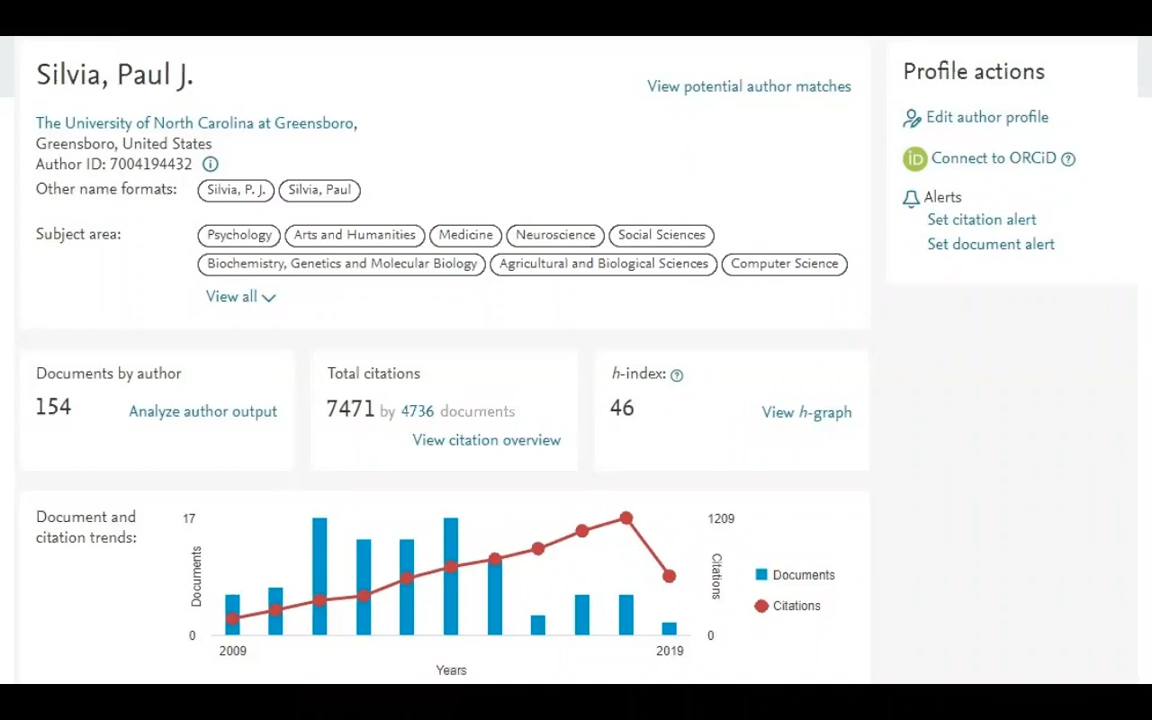 Silvia, Paul J.
View potential author matches
The University of North Carolina at Greensboro,
Greensboro, United States
Author ID: 7004194432
Other name formats: Silvia, P. J. Silvia, Paul
Subject area: Psychology Arts and Humanities Medicine Neuroscience Social Sciences
Biochemistry, Genetics and Molecular Biology Agricultural and Biological Sciences Computer Science
View all
Profile actions
Edit author profile
iD Connect to ORCiD ?
Alerts
Set citation alert
Set document alert
Documents by author
154 Analyze author output
Total citations
7471 by 4736 documents
View citation overview
h-index: ?
46 View h-graph
Document and
citation trends:
17
Documents
0
1209
Citations
0
2009 2019
Years
Documents
Citations